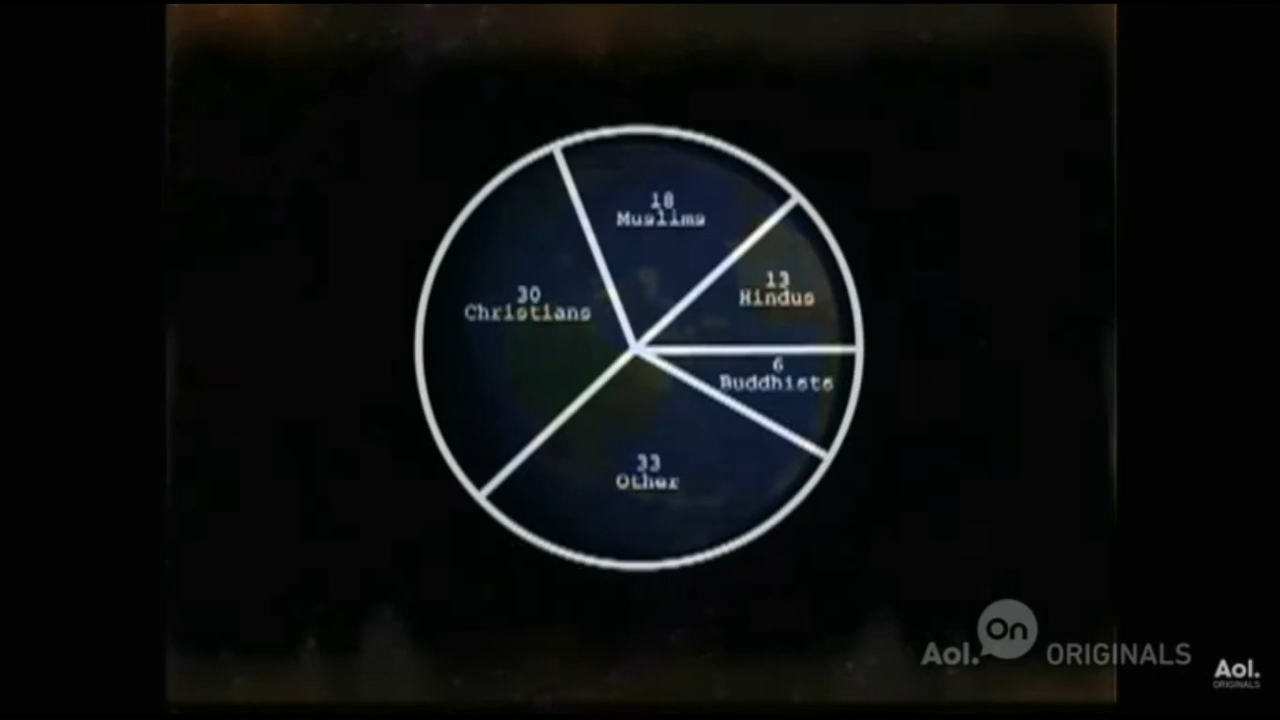 18
Muslims
30
Christians
13
Hindus
6
Buddhists
33
Other
Aol. On ORIGINALS
Aol.
ORIGINALS